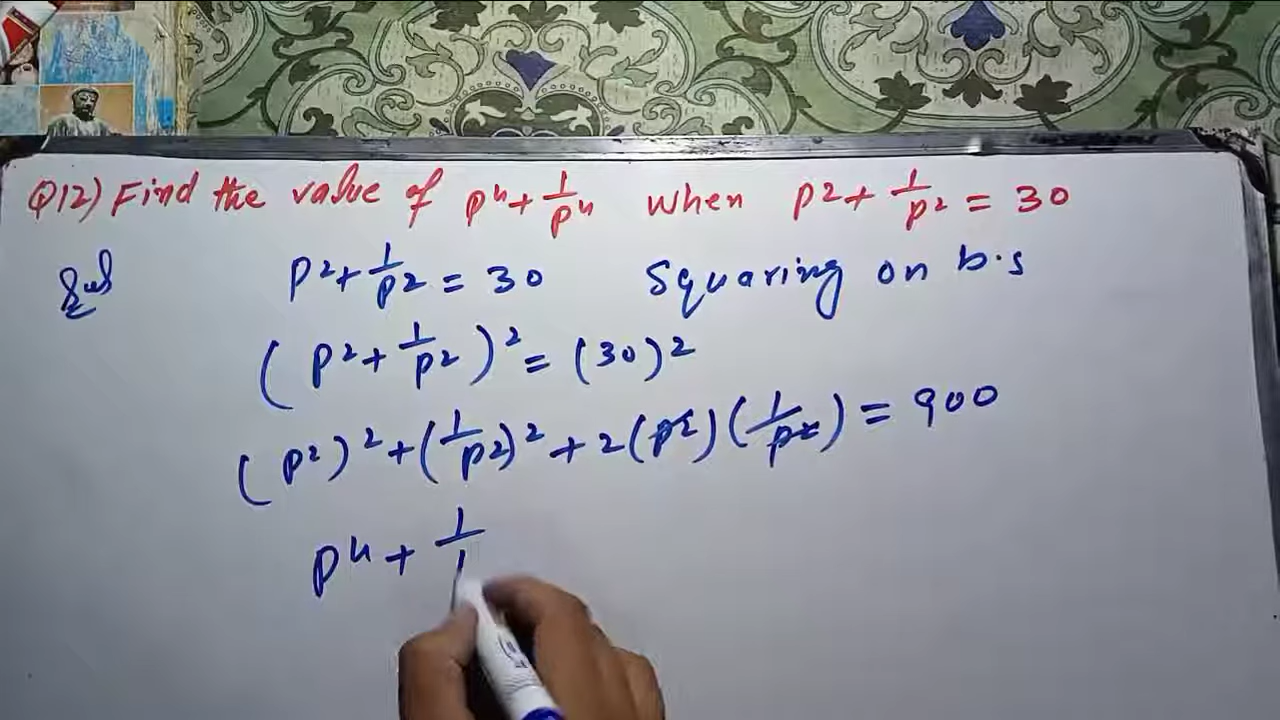 Q12) Find the value of p⁴ + 1/p⁴ when p² + 1/p² = 30
Sol p² + 1/p² = 30 Squaring on b.s
(p² + 1/p²)² = (30)²
(p²)² + (1/p²)² + 2(p²)(1/p²) = 900
p⁴ + 1/